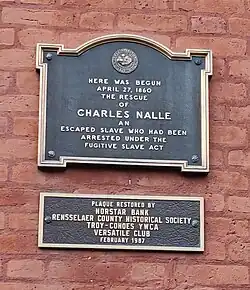 HERE WAS BEGUN
APRIL 27, 1860
THE RESCUE
OF
CHARLES NALLE
AN
ESCAPED SLAVE WHO HAD BEEN
ARRESTED UNDER THE
FUGITIVE SLAVE ACT
PLAQUE RESTORED BY
NORSTAR BANK
RENSSELAER COUNTY HISTORICAL SOCIETY
TROY-COHOES YWCA
VERSATILE CLUB
FEBRUARY 1987